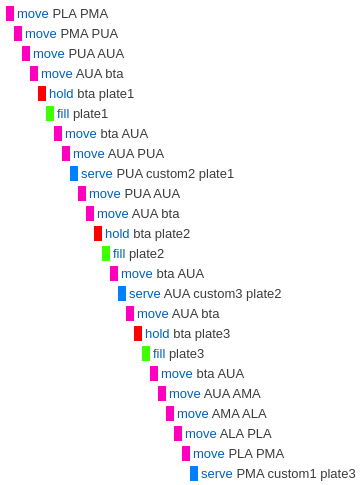 move PLA PMA
move PMA PUA
move PUA AUA
move AUA bta
hold bta plate1
fill plate1
move bta AUA
move AUA PUA
serve PUA custom2 plate1
move PUA AUA
move AUA bta
hold bta plate2
fill plate2
move bta AUA
serve AUA custom3 plate2
move AUA bta
hold bta plate3
fill plate3
move bta AUA
move AUA AMA
move AMA ALA
move ALA PLA
move PLA PMA
serve PMA custom1 plate3